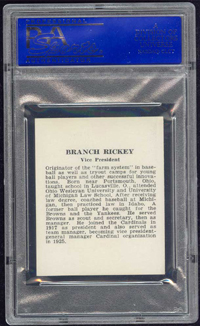 BRANCH RICKEY
Vice President
Originator of the "farm system" in base-
ball as well as tryout camps for young
ball players and other successful innova-
tions. Born near Portsmouth, Ohio,
taught school in Lucasville, O., attended
Ohio Wesleyan University and University
of Michigan Law School. After receiving
law degree, coached baseball at Michi-
gan, then practiced law in Idaho. A
former ball player he caught for the
Browns and the Yankees. He served
Browns as scout and secretary, then as
manager. He joined the Cardinals in
1917 as president and also served as
team manager, becoming vice president-
general manager Cardinal organization
in 1925.